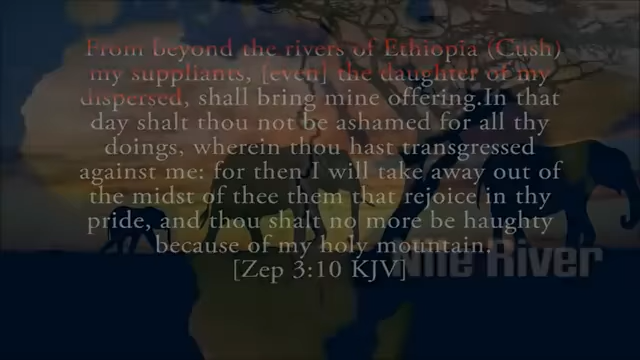 From beyond the rivers of Ethiopia (Cush)
my suppliants, [even] the daughter of my
dispersed, shall bring mine offering.In that
day shalt thou not be ashamed for all thy
doings, wherein thou hast transgressed
against me: for then I will take away out of
the midst of thee them that rejoice in thy
pride, and thou shalt no more be haughty
because of my holy mountain.
[Zep 3:10 KJV]
Nile River